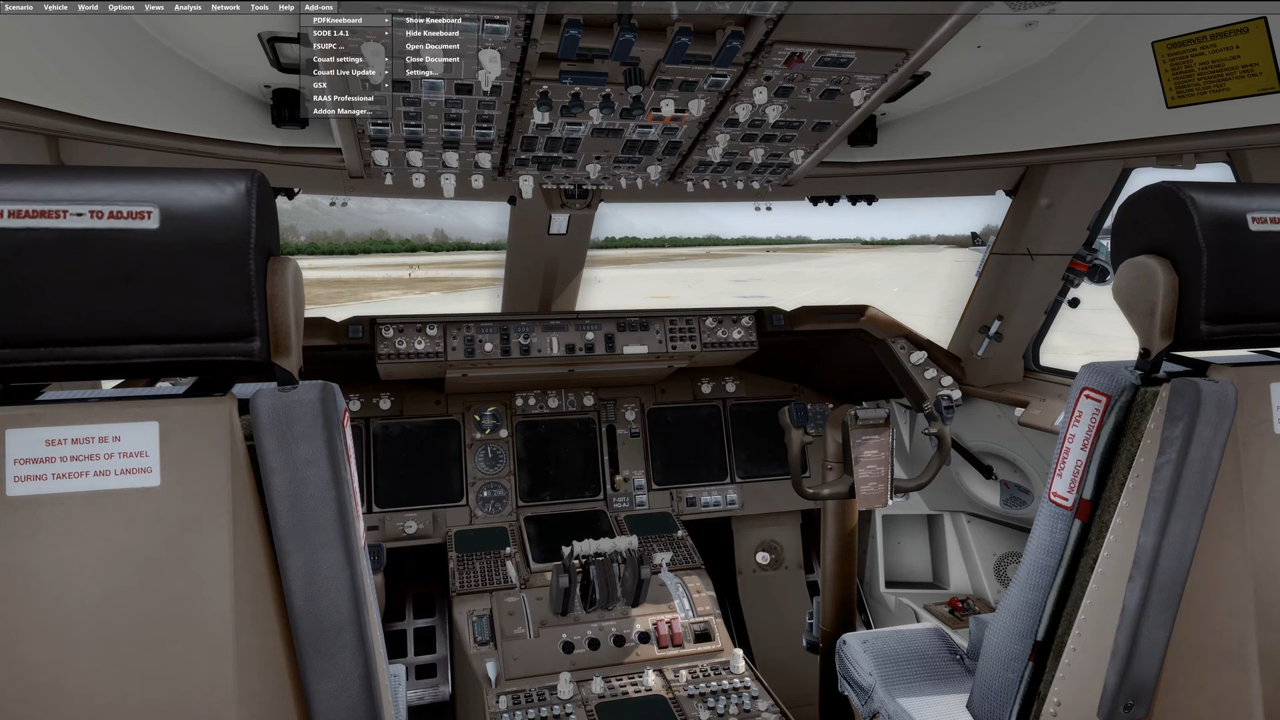 Scenario Vehicle World Options Views Analysis Network Tools Help Add-ons
PDFKneeboard
SODE 1.4.1
FSUIPC ...
Couatl settings
Couatl Live Update
GSX
RAAS Professional
Addon Manager...
Show Kneeboard
Hide Kneeboard
Open Document
Close Document
Settings...
OBSERVER BRIEFING
HEADREST TO ADJUST
PUSH
SEAT MUST BE IN
FORWARD 10 INCHES OF TRAVEL
DURING TAKEOFF AND LANDING
FLOTATION CUSHION
PULL TO REMOVE